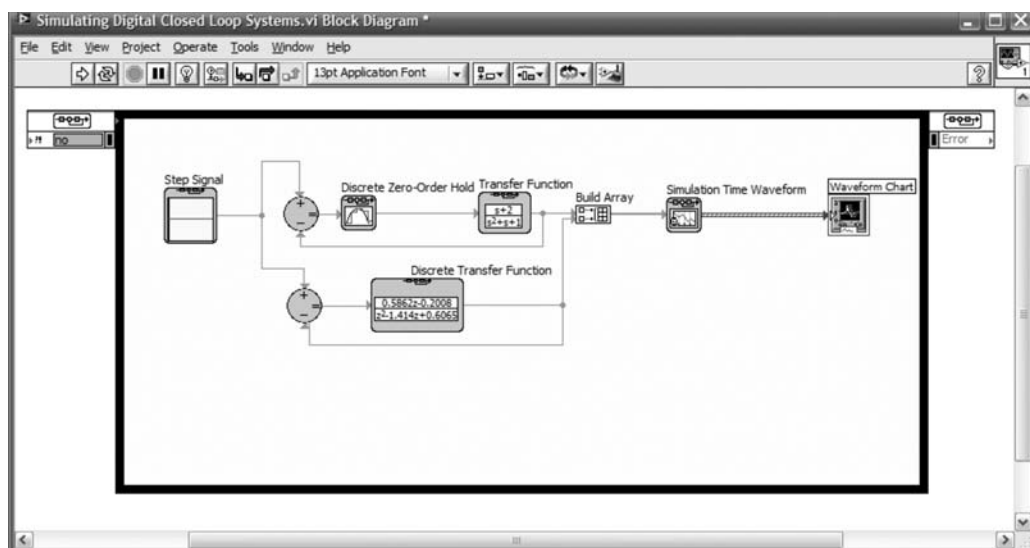 Simulating Digital Closed Loop Systems.vi Block Diagram *
File Edit View Project Operate Tools Window Help
13pt Application Font
1
no
Error
Step Signal
Discrete Zero-Order Hold
Transfer Function
s+2
s²+s+1
Build Array
Simulation Time Waveform
Waveform Chart
Discrete Transfer Function
0.5862z-0.2008
z²-1.414z+0.6065